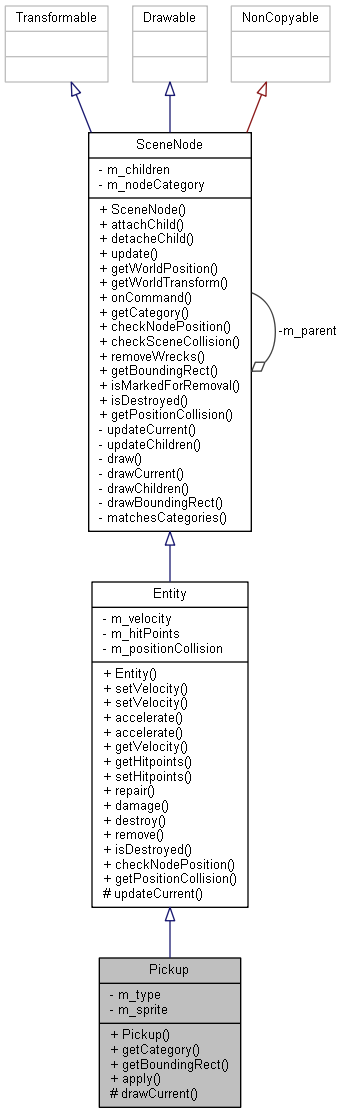 Transformable
Drawable
NonCopyable
SceneNode
- m_children
- m_nodeCategory
+ SceneNode()
+ attachChild()
+ detacheChild()
+ update()
+ getWorldPosition()
+ getWorldTransform()
+ onCommand()
+ getCategory()
+ checkNodePosition()
+ checkSceneCollision()
+ removeWrecks()
+ getBoundingRect()
+ isMarkedForRemoval()
+ isDestroyed()
+ getPositionCollision()
- updateCurrent()
- updateChildren()
- draw()
- drawCurrent()
- drawChildren()
- drawBoundingRect()
- matchesCategories()
-m_parent
Entity
- m_velocity
- m_hitPoints
- m_positionCollision
+ Entity()
+ setVelocity()
+ setVelocity()
+ accelerate()
+ accelerate()
+ getVelocity()
+ getHitpoints()
+ setHitpoints()
+ repair()
+ damage()
+ destroy()
+ remove()
+ isDestroyed()
+ checkNodePosition()
+ getPositionCollision()
# updateCurrent()
Pickup
- m_type
- m_sprite
+ Pickup()
+ getCategory()
+ getBoundingRect()
+ apply()
# drawCurrent()